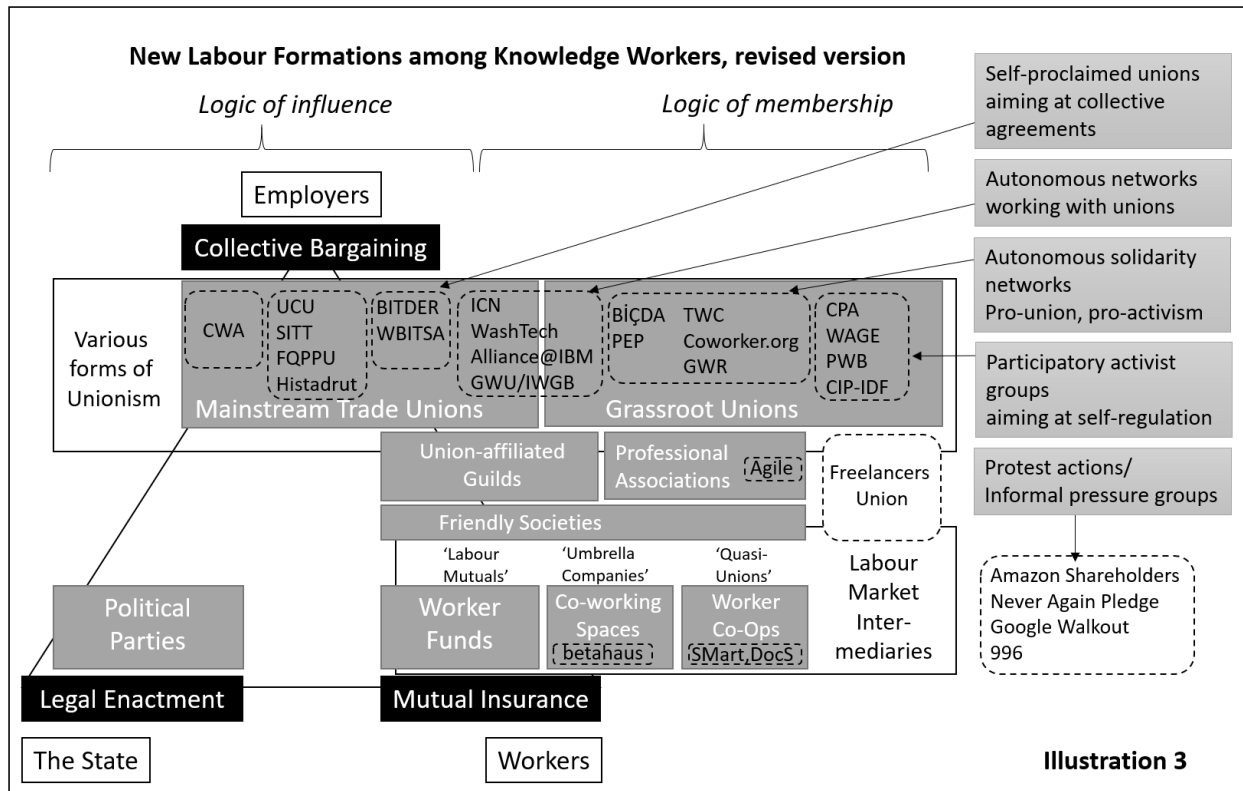 New Labour Formations among Knowledge Workers, revised version
Logic of influence
Logic of membership
Employers
Collective Bargaining
Various
forms of
Unionism
CWA
UCU
SITT
FQPPU
Histadrut
BITDER
WBITSA
ICN
WashTech
Alliance@IBM
GWU/IWGB
BİÇDA
PEP
TWC
Coworker.org
GWR
CPA
WAGE
PWB
CIP-IDF
Mainstream Trade Unions
Grassroot Unions
Union-affiliated
Guilds
Professional
Associations
Agile
Freelancers
Union
Friendly Societies
‘Labour
Mutuals’
‘Umbrella
Companies’
‘Quasi-
Unions’
Labour
Market
Inter-
mediaries
Political
Parties
Worker
Funds
Co-working
Spaces
betahaus
Worker
Co-Ops
SMart,DocS
Legal Enactment
Mutual Insurance
The State
Workers
Self-proclaimed unions
aiming at collective
agreements
Autonomous networks
working with unions
Autonomous solidarity
networks
Pro-union, pro-activism
Participatory activist
groups
aiming at self-regulation
Protest actions/
Informal pressure groups
Amazon Shareholders
Never Again Pledge
Google Walkout
996
Illustration 3